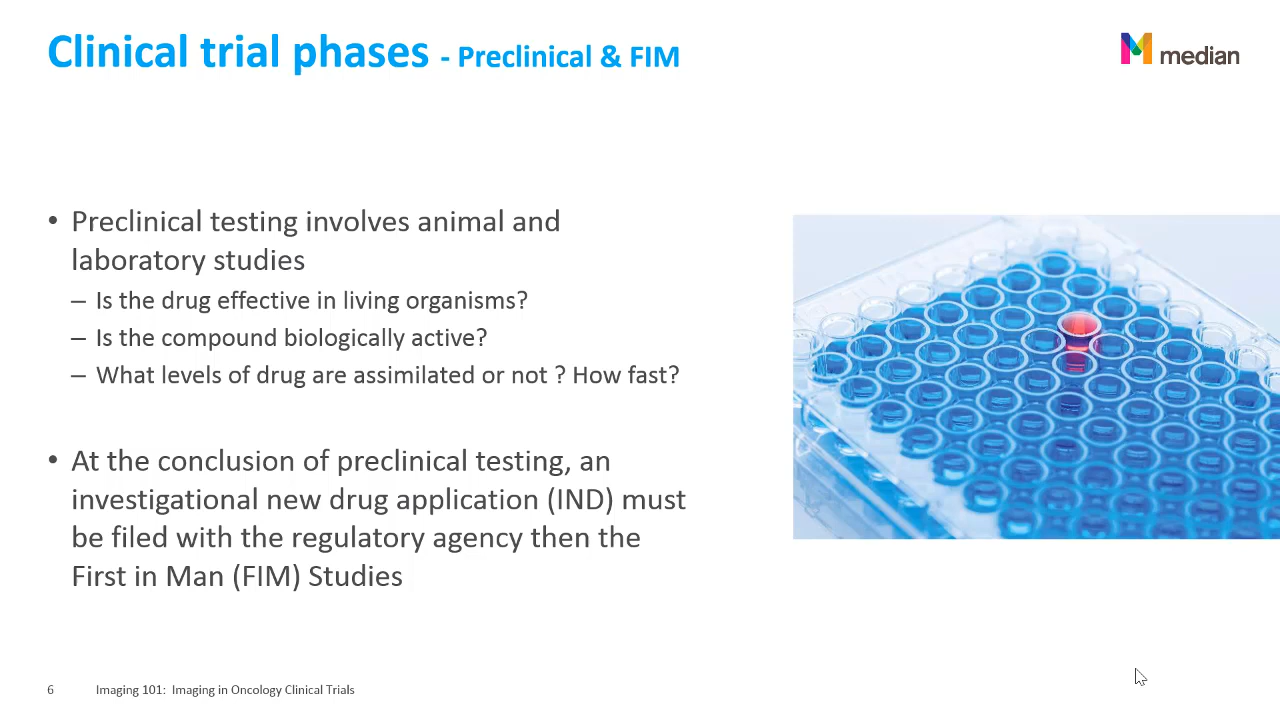 Clinical trial phases - Preclinical & FIM
median
• Preclinical testing involves animal and
laboratory studies
– Is the drug effective in living organisms?
– Is the compound biologically active?
– What levels of drug are assimilated or not ? How fast?
• At the conclusion of preclinical testing, an
investigational new drug application (IND) must
be filed with the regulatory agency then the
First in Man (FIM) Studies
6 Imaging 101: Imaging in Oncology Clinical Trials